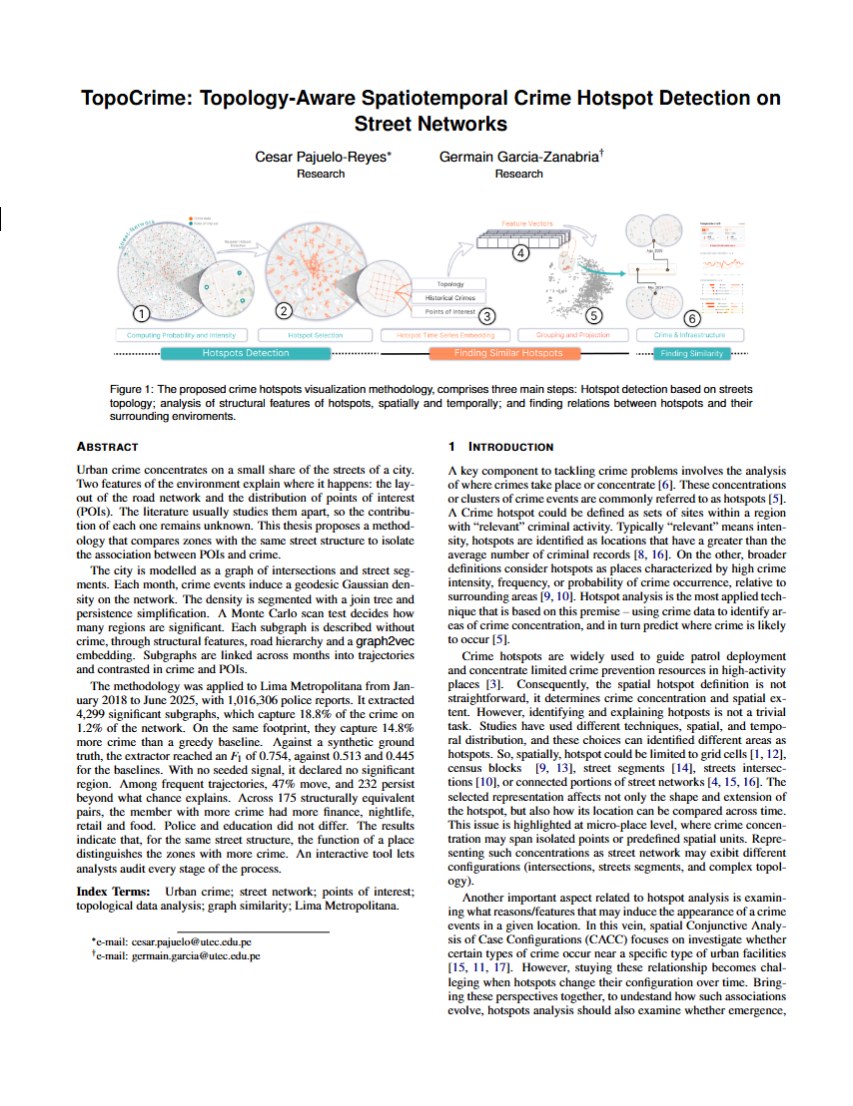 TopoCrime: Topology-Aware Spatiotemporal Crime Hotspot Detection on
Street Networks
Cesar Pajuelo-Reyes*
Research
Germain Garcia-Zanabria†
Research
Feature Vectors
Topology
Historical Crimes
Points of Interest
1
2
3
4
5
6
Computing Probability and Intensity
Hotspot Selection
Hotspot Time Series Embedding
Grouping and Projection
Crime & Infrastructure
Hotspots Detection
Finding Similar Hotspots
Finding Similarity
Figure 1: The proposed crime hotspots visualization methodology, comprises three main steps: Hotspot detection based on streets
topology; analysis of structural features of hotspots, spatially and temporally; and finding relations between hotspots and their
surrounding enviroments.
ABSTRACT
Urban crime concentrates on a small share of the streets of a city.
Two features of the environment explain where it happens: the lay-
out of the road network and the distribution of points of interest
(POIs). The literature usually studies them apart, so the contribu-
tion of each one remains unknown. This thesis proposes a method-
ology that compares zones with the same street structure to isolate
the association between POIs and crime.
The city is modelled as a graph of intersections and street seg-
ments. Each month, crime events induce a geodesic Gaussian den-
sity on the network. The density is segmented with a join tree and
persistence simplification. A Monte Carlo scan test decides how
many regions are significant. Each subgraph is described without
crime, through structural features, road hierarchy and a graph2vec
embedding. Subgraphs are linked across months into trajectories
and contrasted in crime and POIs.
The methodology was applied to Lima Metropolitana from Jan-
uary 2018 to June 2025, with 1,016,306 police reports. It extracted
4,299 significant subgraphs, which capture 18.8% of the crime on
1.2% of the network. On the same footprint, they capture 14.8%
more crime than a greedy baseline. Against a synthetic ground
truth, the extractor reached an F1 of 0.754, against 0.513 and 0.445
for the baselines. With no seeded signal, it declared no significant
region. Among frequent trajectories, 47% move, and 232 persist
beyond what chance explains. Across 175 structurally equivalent
pairs, the member with more crime had more finance, nightlife,
retail and food. Police and education did not differ. The results
indicate that, for the same street structure, the function of a place
distinguishes the zones with more crime. An interactive tool lets
analysts audit every stage of the process.
Index Terms: Urban crime; street network; points of interest;
topological data analysis; graph similarity; Lima Metropolitana.
*e-mail: cesar.pajuelo@utec.edu.pe
†e-mail: germain.garcia@utec.edu.pe
1 INTRODUCTION
A key component to tackling crime problems involves the analysis
of where crimes take place or concentrate [6]. These concentrations
or clusters of crime events are commonly referred to as hotspots [5].
A Crime hotspot could be defined as sets of sites within a region
with “relevant” criminal activity. Typically “relevant” means inten-
sity, hotspots are identified as locations that have a greater than the
average number of criminal records [8, 16]. On the other, broader
definitions consider hotspots as places characterized by high crime
intensity, frequency, or probability of crime occurrence, relative to
surrounding areas [9, 10]. Hotspot analysis is the most applied tech-
nique that is based on this premise – using crime data to identify ar-
eas of crime concentration, and in turn predict where crime is likely
to occur [5].
Crime hotspots are widely used to guide patrol deployment
and concentrate limited crime prevention resources in high-activity
places [3]. Consequently, the spatial hotspot definition is not
straightforward, it determines crime concentration and spatial ex-
tent. However, identifying and explaining hotposts is not a trivial
task. Studies have used different techniques, spatial, and tempo-
ral distribution, and these choices can identified different areas as
hotspots. So, spatially, hotspot could be limited to grid cells [1, 12],
census blocks [9, 13], street segments [14], streets intersec-
tions [10], or connected portions of street networks [4, 15, 16]. The
selected representation affects not only the shape and extension of
the hotspot, but also how its location can be compared across time.
This issue is highlighted at micro-place level, where crime concen-
tration may span isolated points or predefined spatial units. Repre-
senting such concentrations as street network may exibit different
configurations (intersections, streets segments, and complex topol-
ogy).
Another important aspect related to hotspot analysis is examin-
ing what reasons/features that may induce the appearance of a crime
events in a given location. In this vein, spatial Conjunctive Analy-
sis of Case Configurations (CACC) focuses on investigate whether
certain types of crime occur near a specific type of urban facilities
[15, 11, 17]. However, stuying these relationship becomes chal-
leging when hotspots change their configuration over time. Bring-
ing these perspectives together, to undestand how such associations
evolve, hotspots analysis should also examine whether emergence,